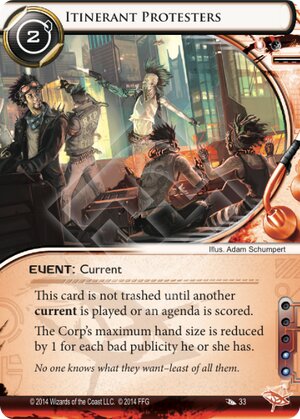 Itinerant Protesters
2
Illus. Adam Schumpert
EVENT: Current
This card is not trashed until another
current is played or an agenda is scored.
The Corp's maximum hand size is reduced
by 1 for each bad publicity he or she has.
No one knows what they want–least of all them.
© 2014 Wizards of the Coast LLC. © 2014 FFG
33